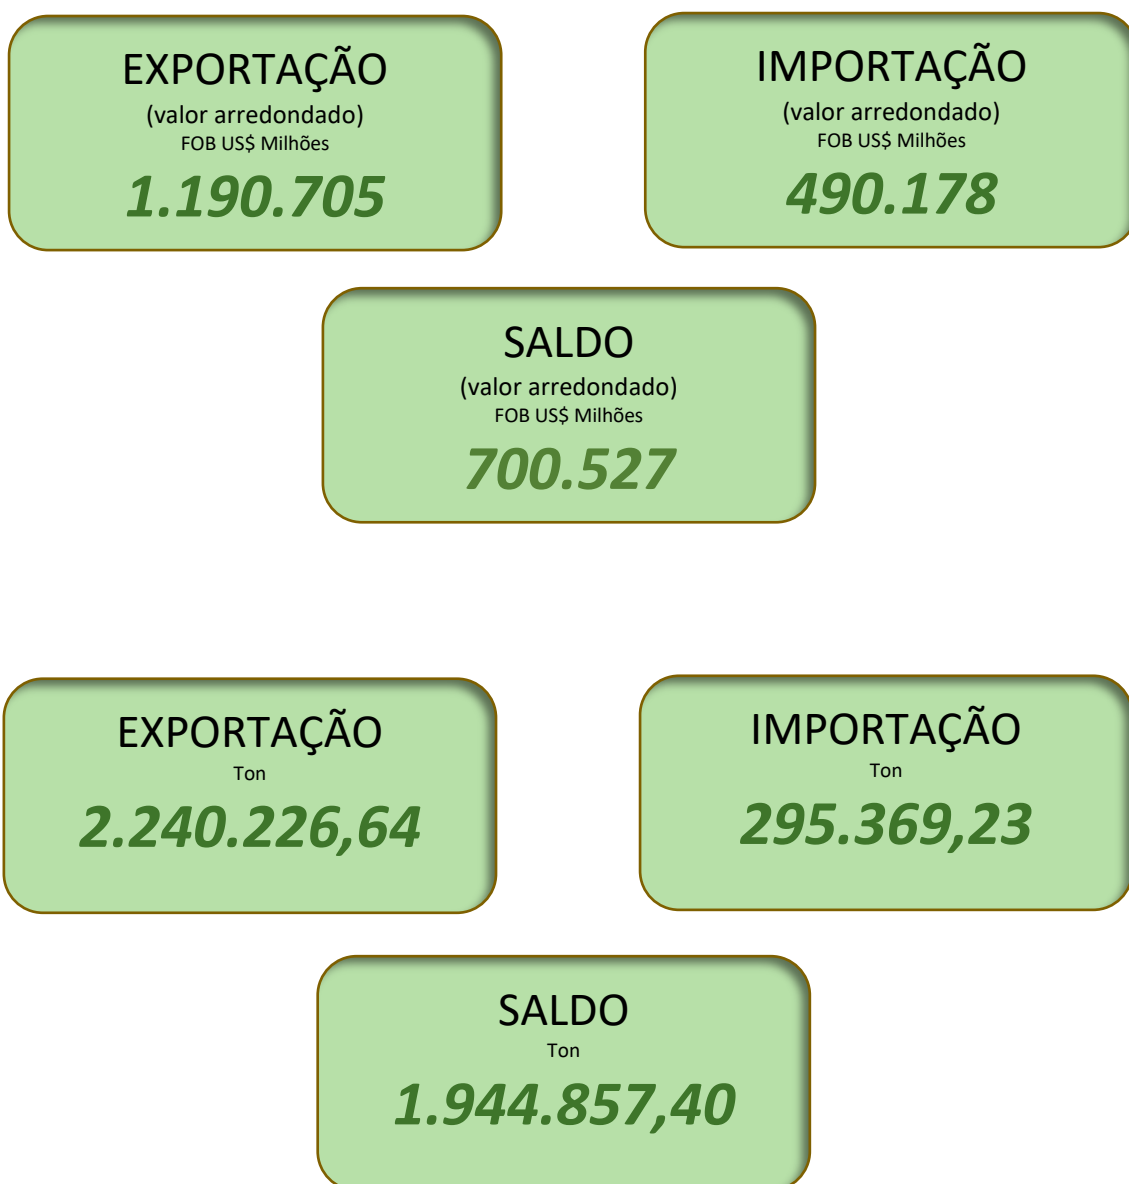 EXPORTAÇÃO
(valor arredondado)
FOB US$ Milhões
1.190.705
IMPORTAÇÃO
(valor arredondado)
FOB US$ Milhões
490.178
SALDO
(valor arredondado)
FOB US$ Milhões
700.527
EXPORTAÇÃO
Ton
2.240.226,64
IMPORTAÇÃO
Ton
295.369,23
SALDO
Ton
1.944.857,40